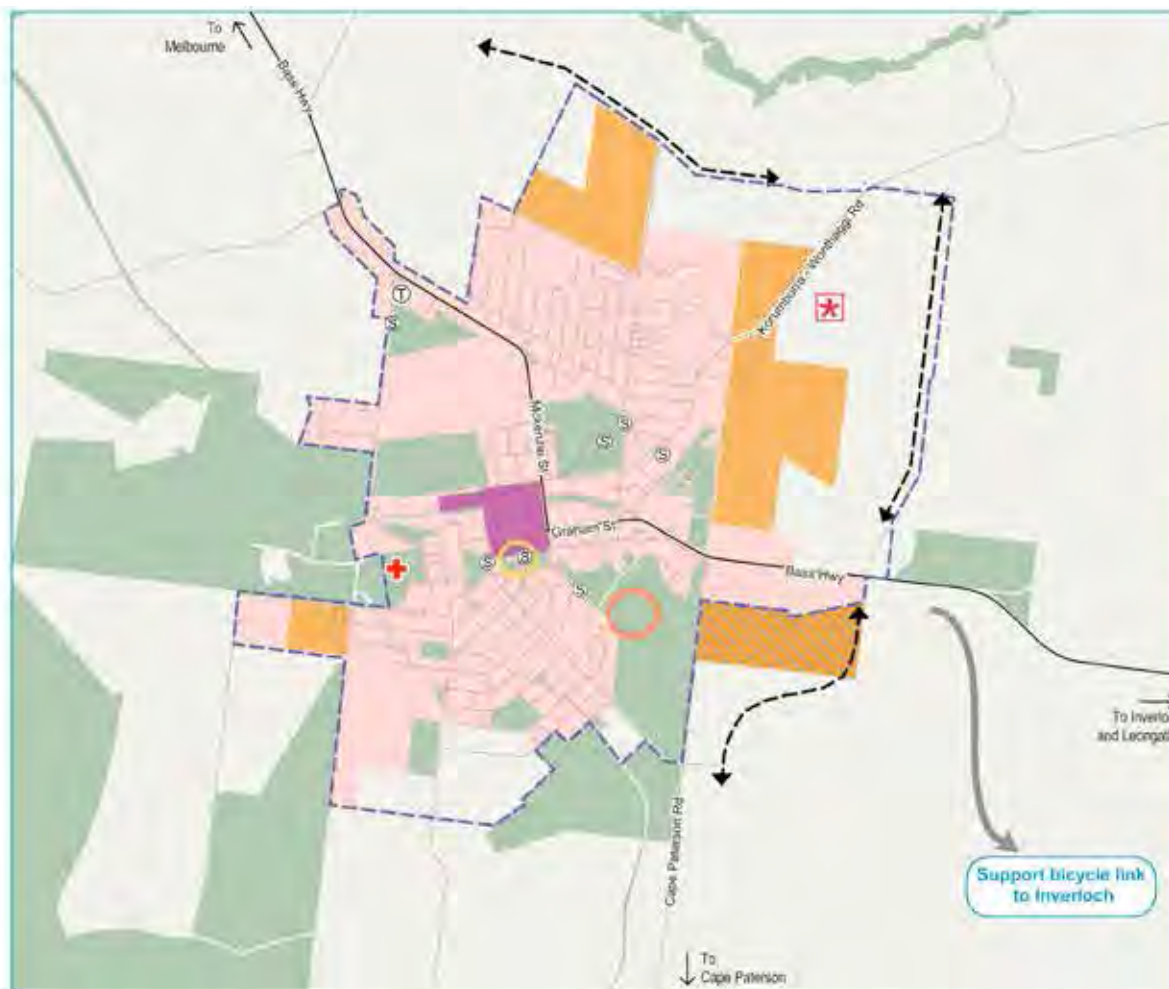 To
Melbourne
Bass Hwy
Korumburra - Wonthaggi Rd
T
S
McKenzie St
S
S
S
Graham St
S
S
S
Bass Hwy
To Inverlo
and Leongat
Cape Paterson Rd
Support bicycle link
to Inverloch
To
Cape Paterson